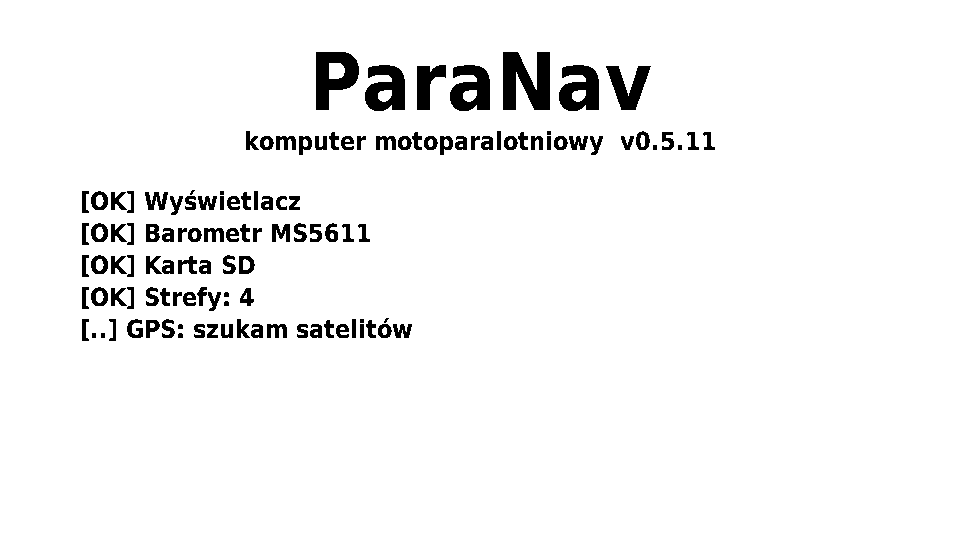 ParaNav
komputer motoparalotniowy  v0.5.11
[OK] Wyświetlacz
[OK] Barometr MS5611
[OK] Karta SD
[OK] Strefy: 4
[..] GPS: szukam satelitów